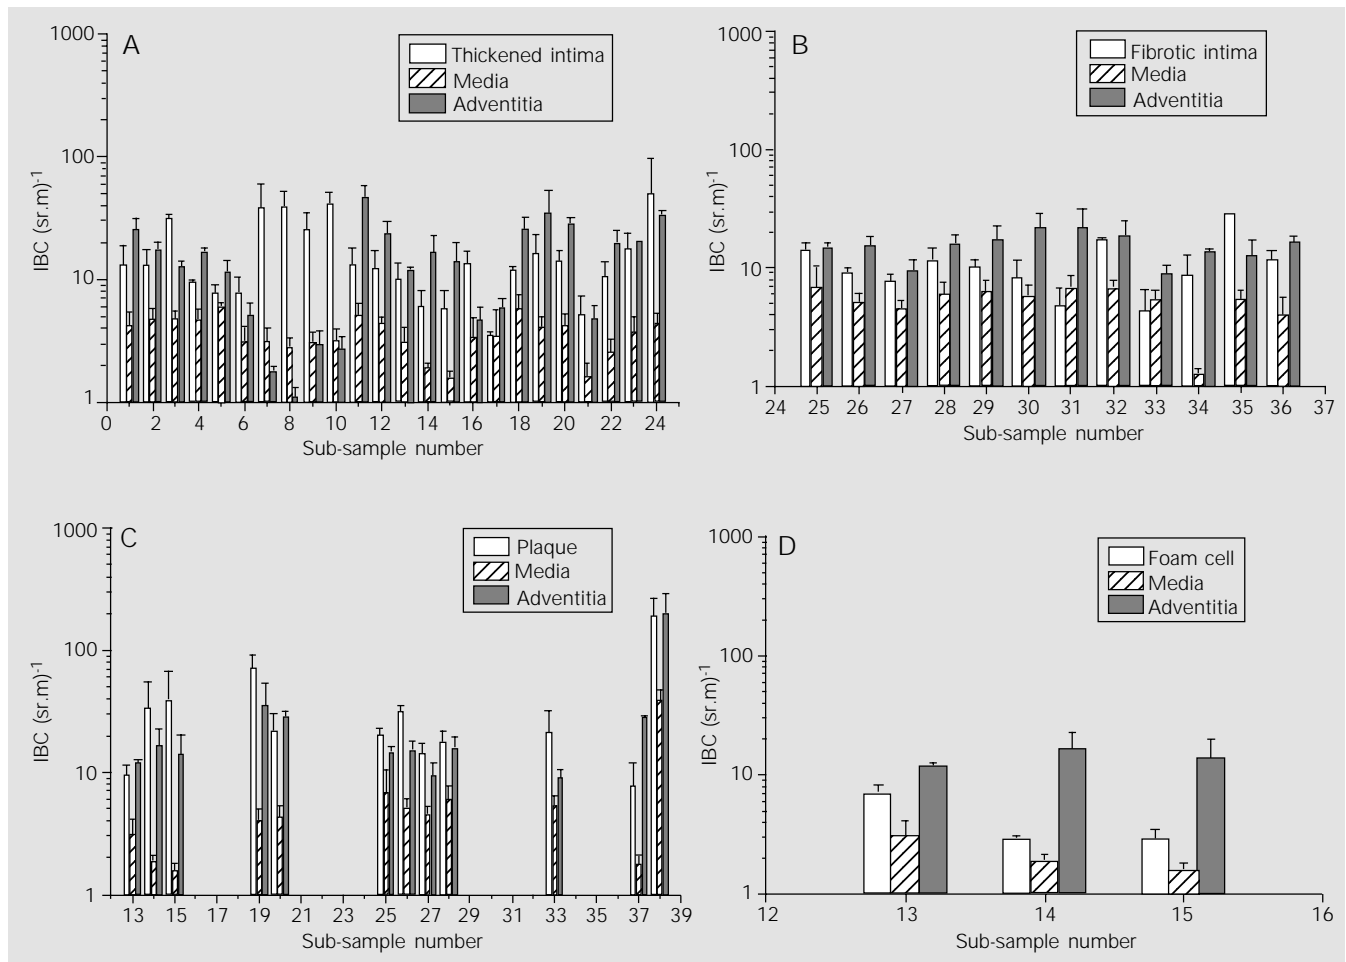 A
1000
100
10
1
IBC (sr.m)-1
Thickened intima
Media
Adventitia
0 2 4 6 8 10 12 14 16 18 20 22 24
Sub-sample number
B
1000
100
10
1
IBC (sr.m)-1
Fibrotic intima
Media
Adventitia
24 25 26 27 28 29 30 31 32 33 34 35 36 37
Sub-sample number
C
1000
100
10
1
IBC (sr.m)-1
Plaque
Media
Adventitia
13 15 17 19 21 23 25 27 29 31 33 35 37 39
Sub-sample number
D
1000
100
10
1
IBC (sr.m)-1
Foam cell
Media
Adventitia
12 13 14 15 16
Sub-sample number